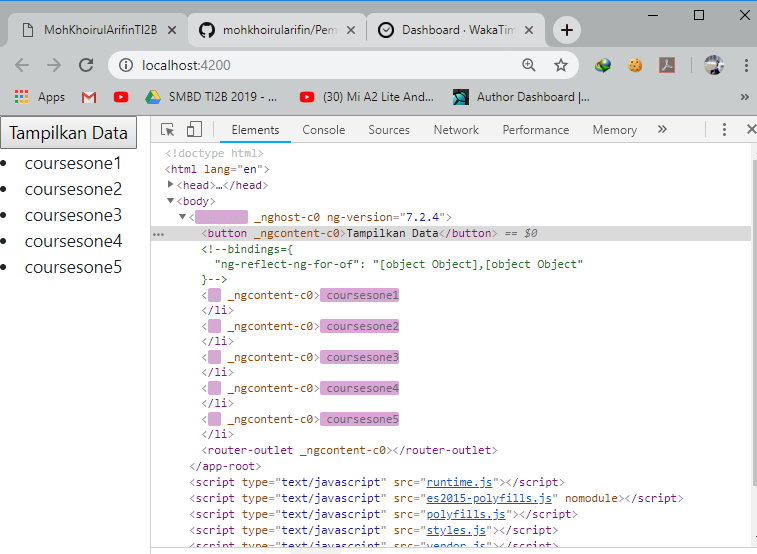 MohKhoirulArifinTI2B
mohkhoirularifin/Pem
Dashboard · WakaTim
localhost:4200
Apps
SMBD TI2B 2019 - ...
(30) Mi A2 Lite And...
Author Dashboard |...
»
Tampilkan Data
• coursesone1
• coursesone2
• coursesone3
• coursesone4
• coursesone5
Elements Console Sources Network Performance Memory »
<!doctype html>
<html lang="en">
<head>…</head>
<body>
< _nghost-c0 ng-version="7.2.4">
<button _ngcontent-c0>Tampilkan Data</button> == $0
<!--bindings={
"ng-reflect-ng-for-of": "[object Object],[object Object"
}-->
< _ngcontent-c0> coursesone1
</li>
< _ngcontent-c0> coursesone2
</li>
< _ngcontent-c0> coursesone3
</li>
< _ngcontent-c0> coursesone4
</li>
< _ngcontent-c0> coursesone5
</li>
<router-outlet _ngcontent-c0></router-outlet>
</app-root>
<script type="text/javascript" src="runtime.js"></script>
<script type="text/javascript" src="es2015-polyfills.js" nomodule></script>
<script type="text/javascript" src="polyfills.js"></script>
<script type="text/javascript" src="styles.js"></script>
<script type="text/javascript" src="vendor.js"></script>